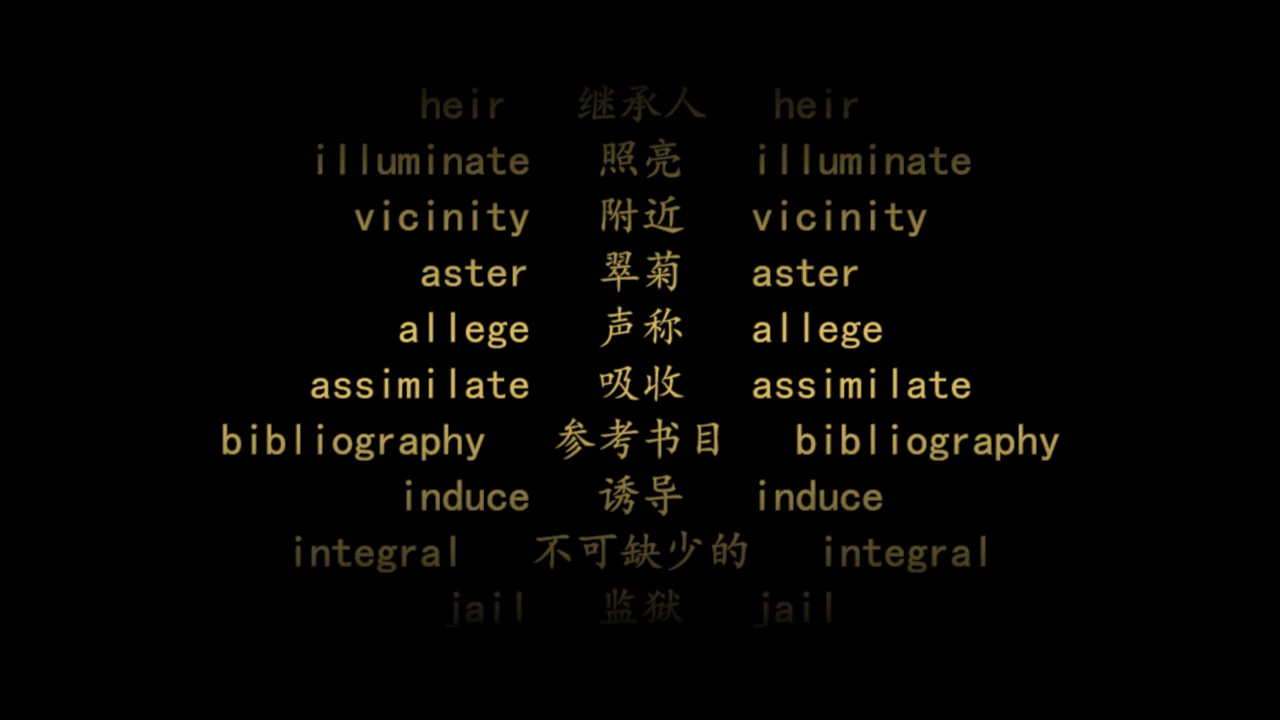 heir 继承人 heir
illuminate 照亮 illuminate
vicinity 附近 vicinity
aster 翠菊 aster
allege 声称 allege
assimilate 吸收 assimilate
bibliography 参考书目 bibliography
induce 诱导 induce
integral 不可缺少的 integral
jail 监狱 jail